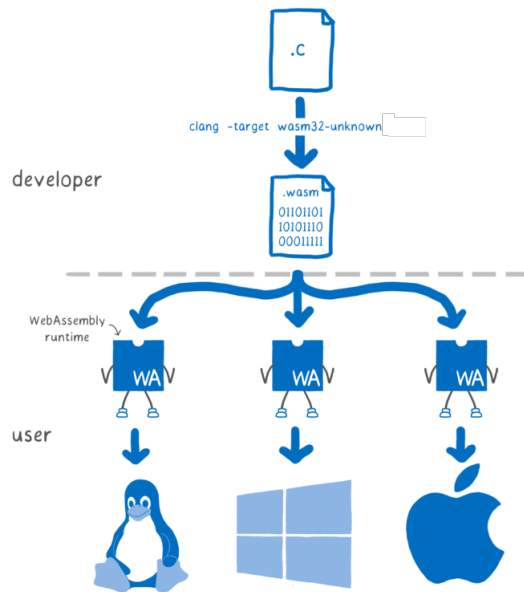 .c
clang -target wasm32-unknown
developer
.wasm
01101101
10101110
00011111
WebAssembly
runtime
WA
WA
WA
user